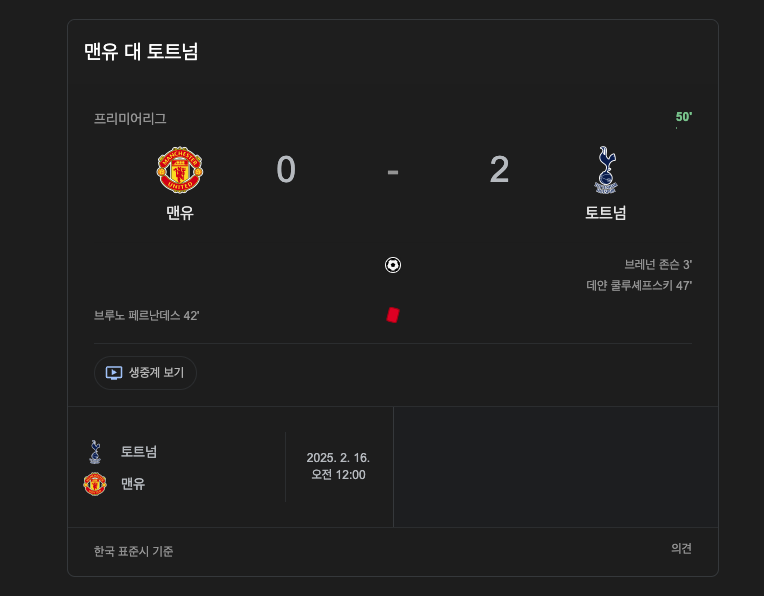 맨유 대 토트넘
프리미어리그
50'
0 - 2
맨유
토트넘
브레넌 존슨 3'
데얀 쿨루셰프스키 47'
브루노 페르난데스 42'
생중계 보기
토트넘
맨유
2025. 2. 16.
오전 12:00
한국 표준시 기준
의견